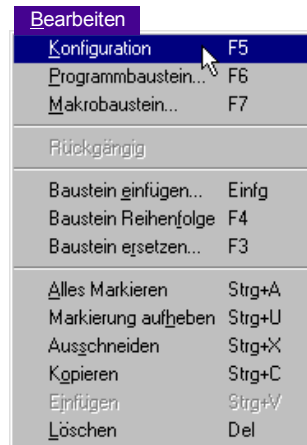 Bearbeiten
Konfiguration F5
Programmbaustein... F6
Makrobaustein... F7
Rückgängig
Baustein einfügen... Einfg
Baustein Reihenfolge F4
Baustein ersetzen... F3
Alles Markieren Strg+A
Markierung aufheben Strg+U
Ausschneiden Strg+X
Kopieren Strg+C
Einfügen Strg+V
Löschen Del